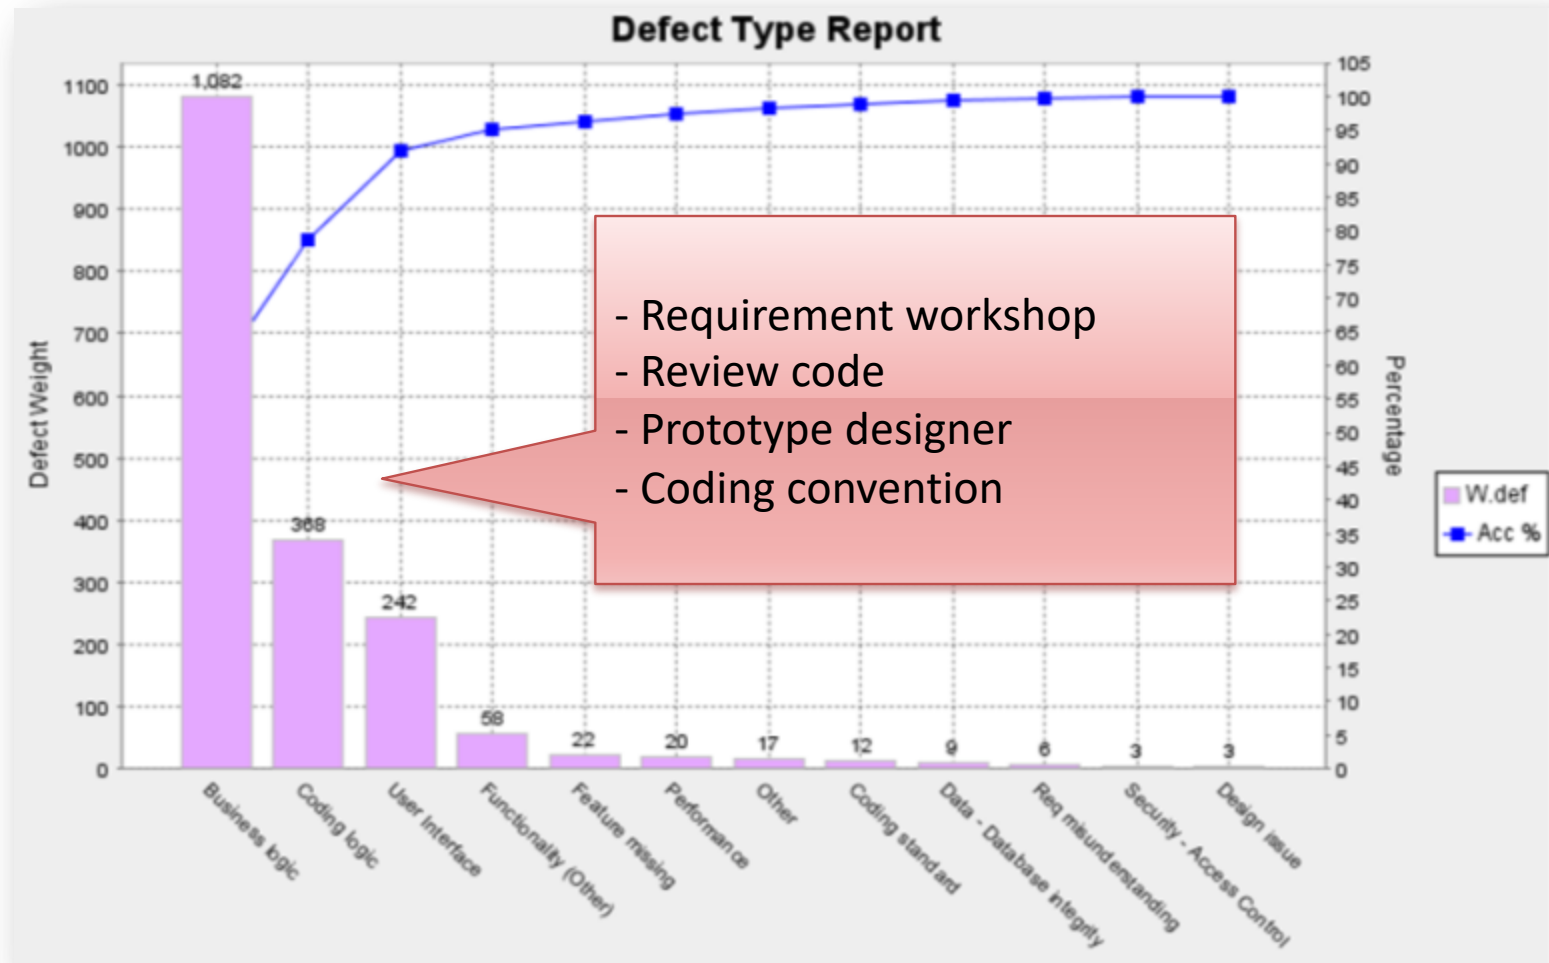 Defect Type Report
Defect Weight
1100
1000
900
800
700
600
500
400
300
200
100
0
1,082
368
242
58
22
20
17
12
9
6
3
3
- Requirement workshop
- Review code
- Prototype designer
- Coding convention
105
100
95
90
85
80
75
70
65
60
55
50
45
40
35
30
25
20
15
10
5
0
Percentage
W.def
Acc %
Business logic
Coding logic
User Interface
Functionality (Other)
Feature missing
Performance
Other
Coding standard
Data - Database integrity
Req misunderstanding
Security - Access Control
Design issue